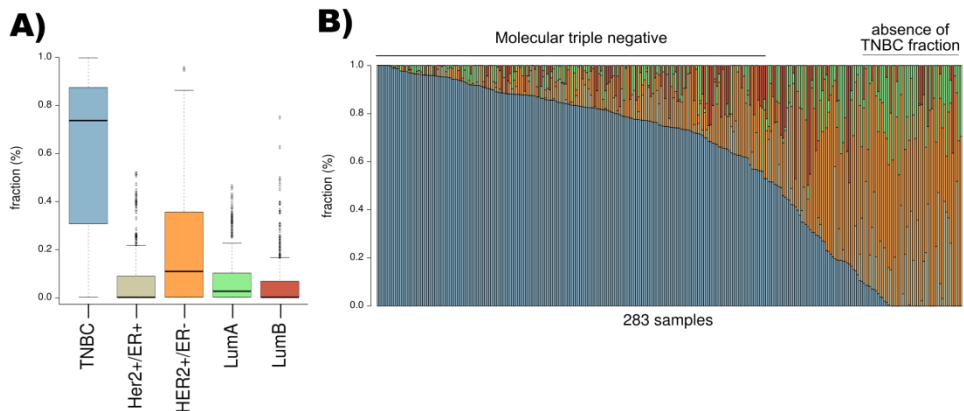 A)
fraction (%)
1.0
0.8
0.6
0.4
0.2
0.0
TNBC
Her2+/ER+
HER2+/ER-
LumA
LumB
B)
Molecular triple negative
absence of
TNBC fraction
fraction (%)
1.0
0.8
0.6
0.4
0.2
0.0
283 samples